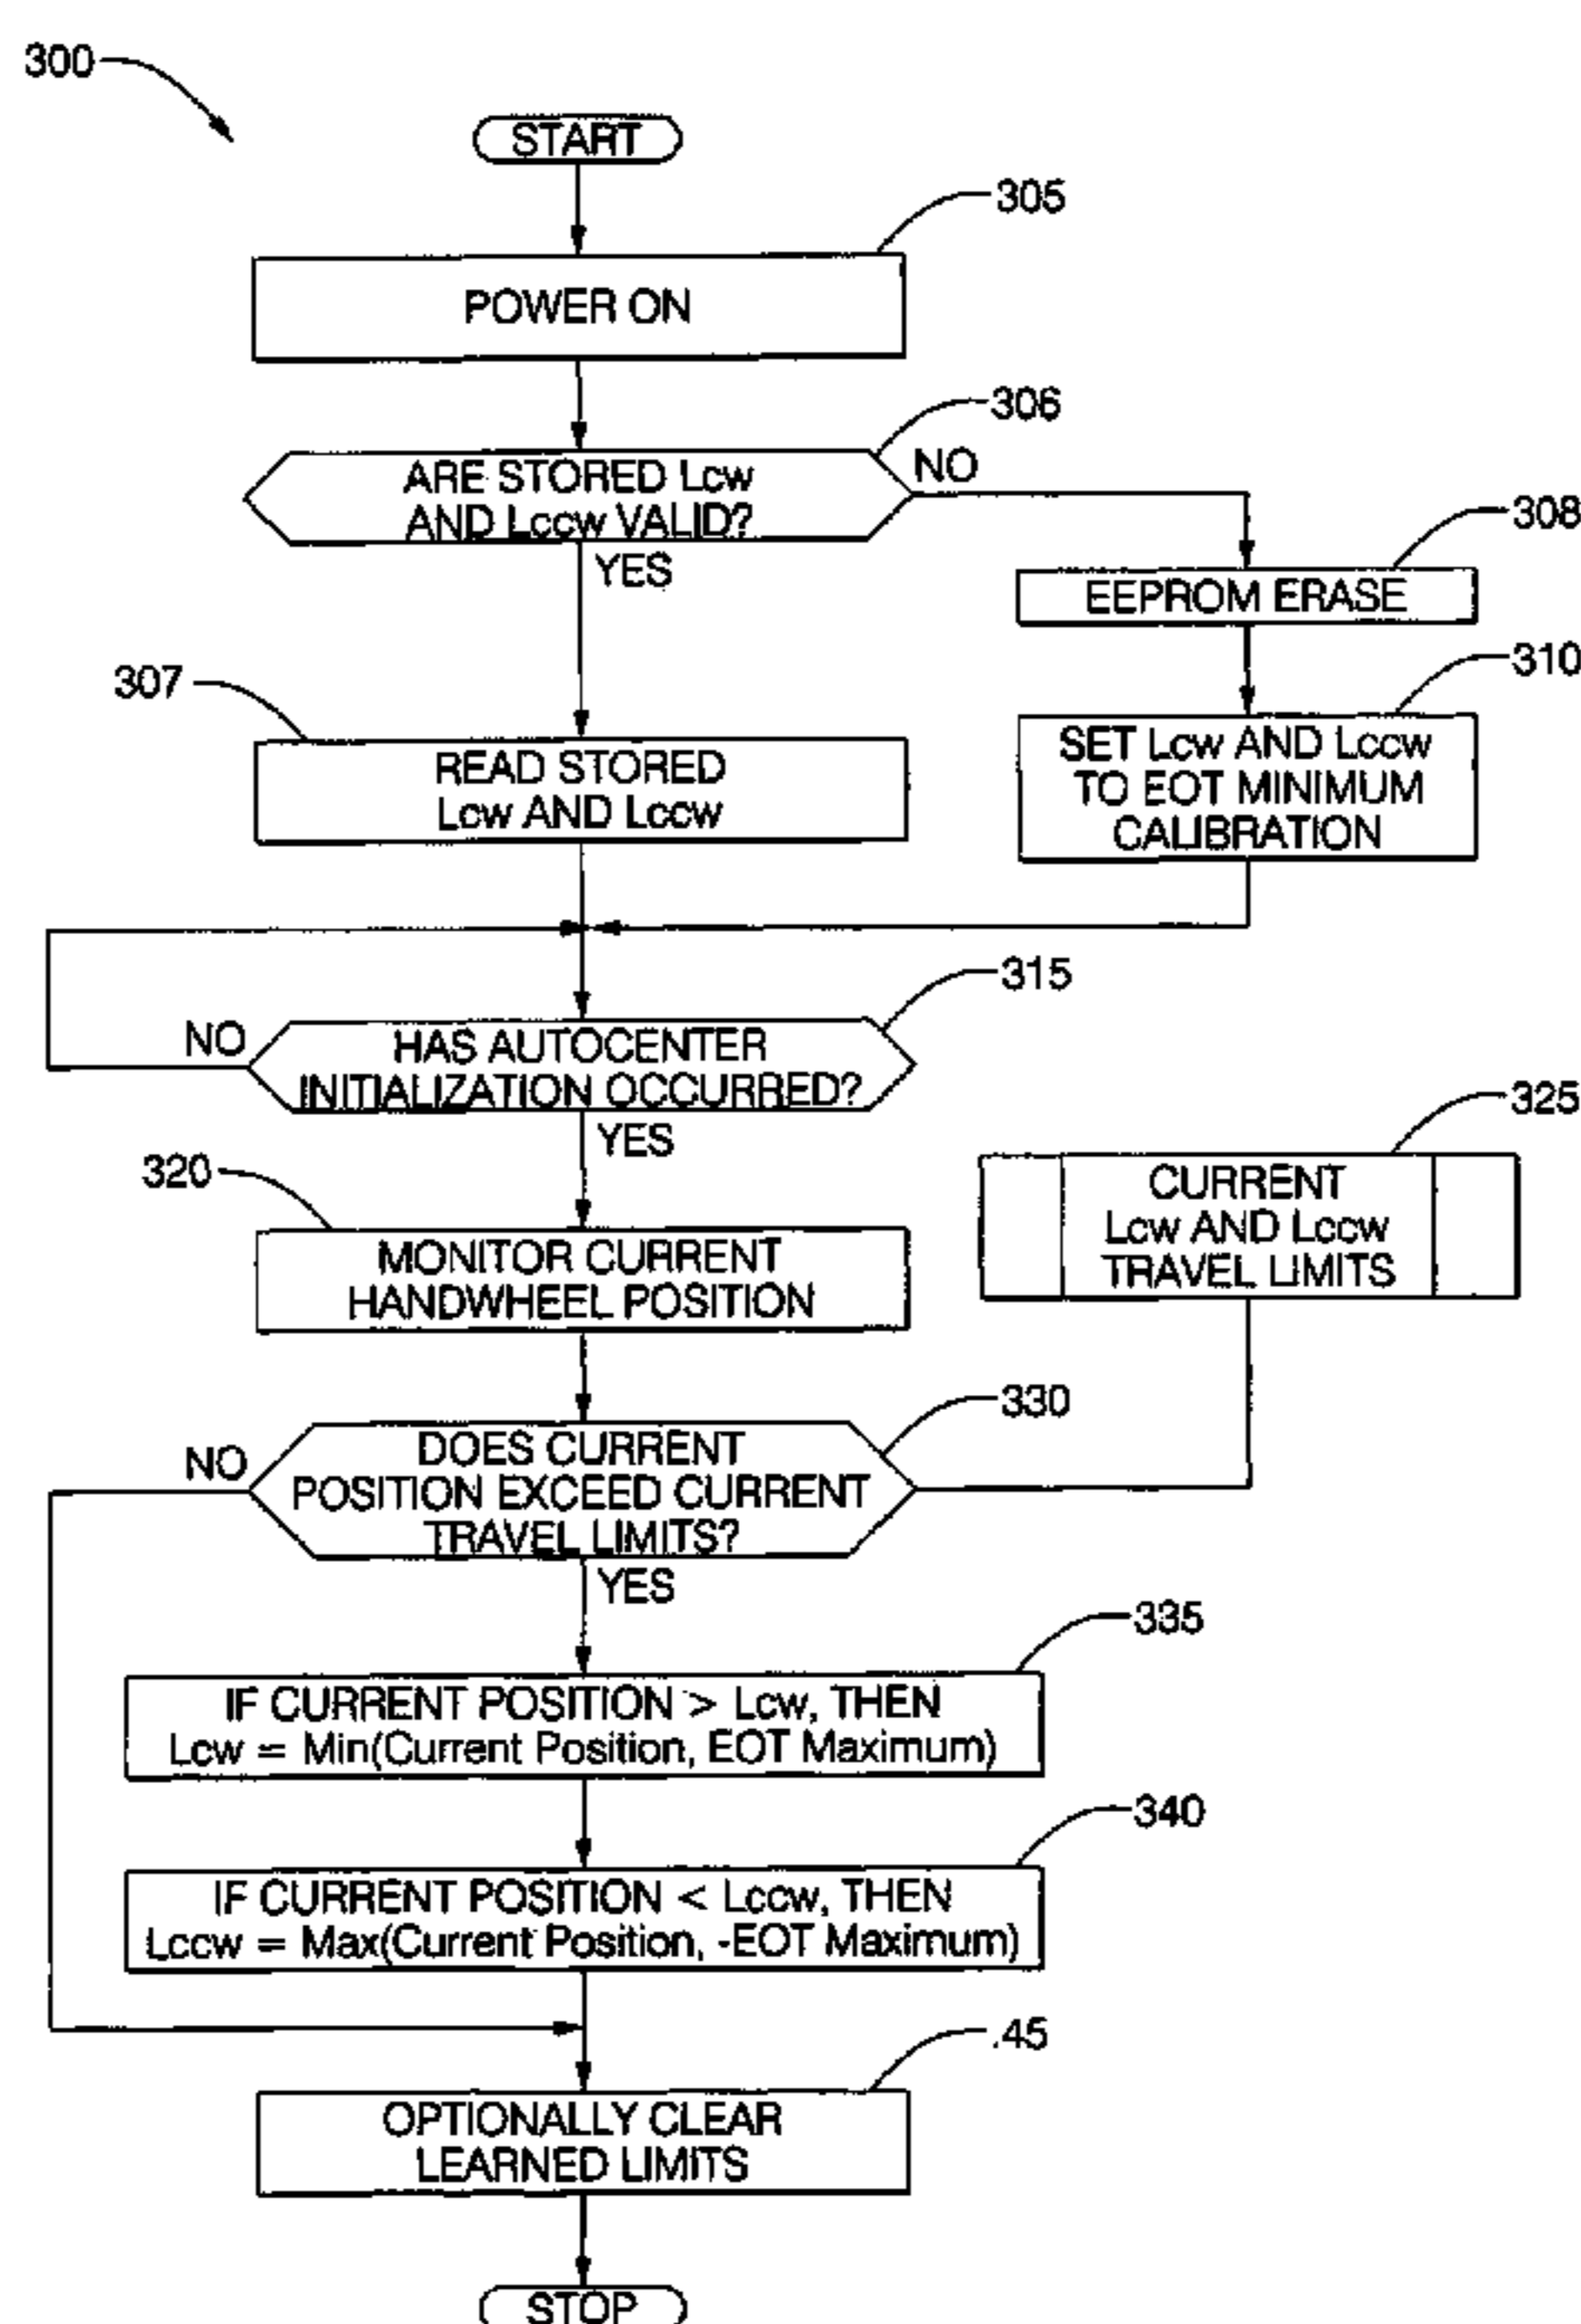 300
START
305
POWER ON
306
ARE STORED Lcw
AND Lccw VALID?
NO
YES
308
EEPROM ERASE
307
READ STORED
Lcw AND Lccw
310
SET Lcw AND Lccw
TO EOT MINIMUM
CALIBRATION
315
NO
HAS AUTOCENTER
INITIALIZATION OCCURRED?
YES
320
MONITOR CURRENT
HANDWHEEL POSITION
325
CURRENT
Lcw AND Lccw
TRAVEL LIMITS
330
NO
DOES CURRENT
POSITION EXCEED CURRENT
TRAVEL LIMITS?
YES
335
IF CURRENT POSITION > Lcw, THEN
Lcw = Min(Current Position, EOT Maximum)
340
IF CURRENT POSITION < Lccw, THEN
Lccw = Max(Current Position, -EOT Maximum)
.45
OPTIONALLY CLEAR
LEARNED LIMITS
STOP